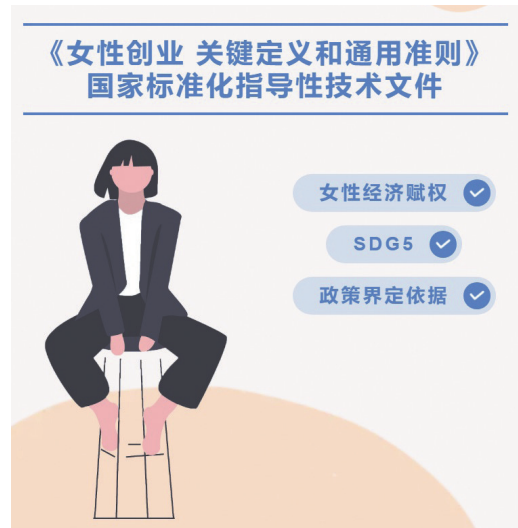 《女性创业 关键定义和通用准则》
国家标准化指导性技术文件
女性经济赋权
SDG5
政策界定依据